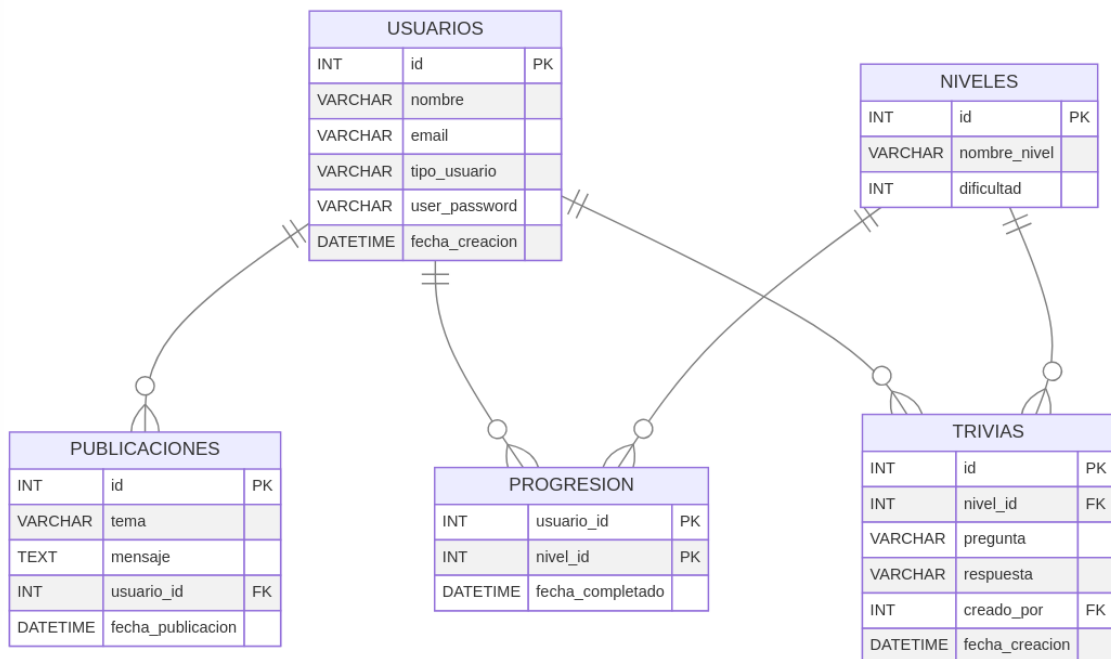 USUARIOS
INT id PK
VARCHAR nombre
VARCHAR email
VARCHAR tipo_usuario
VARCHAR user_password
DATETIME fecha_creacion
NIVELES
INT id PK
VARCHAR nombre_nivel
INT dificultad
PUBLICACIONES
INT id PK
VARCHAR tema
TEXT mensaje
INT usuario_id FK
DATETIME fecha_publicacion
PROGRESION
INT usuario_id PK
INT nivel_id PK
DATETIME fecha_completado
TRIVIAS
INT id PK
INT nivel_id FK
VARCHAR pregunta
VARCHAR respuesta
INT creado_por FK
DATETIME fecha_creacion